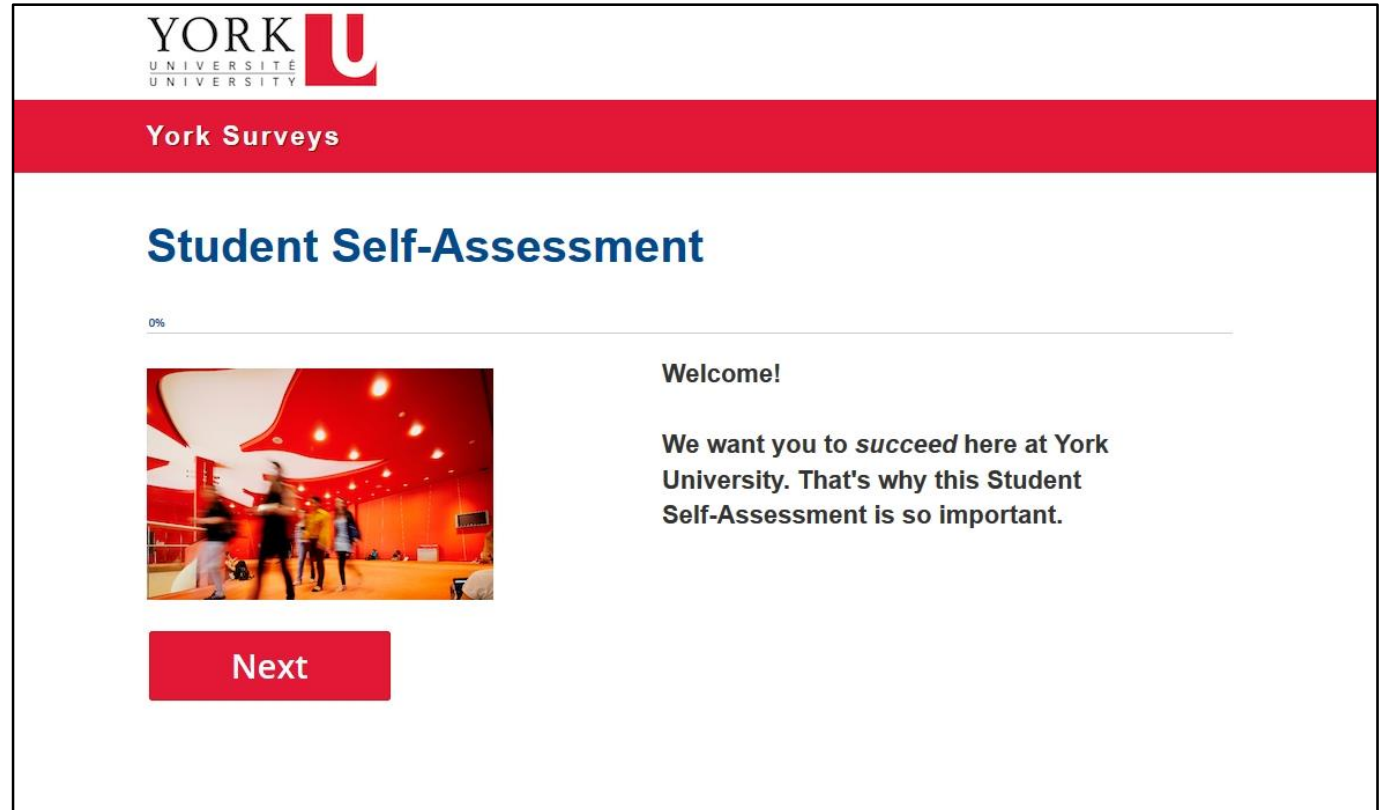 YORK U
UNIVERSITÉ
UNIVERSITY
York Surveys
Student Self-Assessment
0%
Welcome!
We want you to succeed here at York
University. That's why this Student
Self-Assessment is so important.
Next